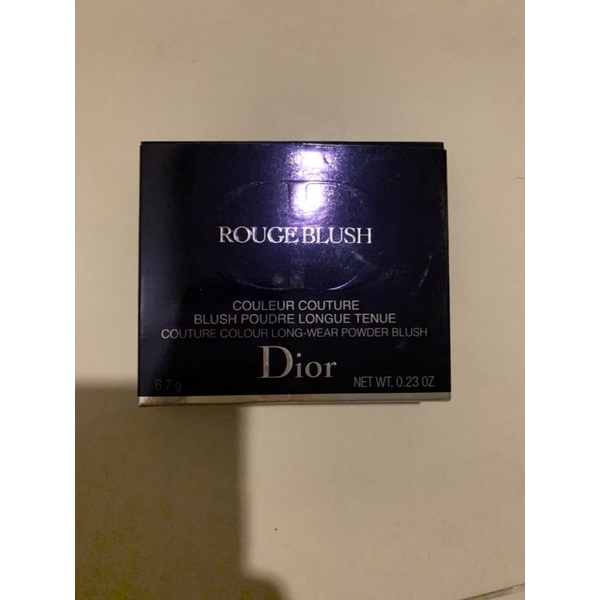 ROUGE BLUSH
COULEUR COUTURE
BLUSH POUDRE LONGUE TENUE
COUTURE COLOUR LONG-WEAR POWDER BLUSH
Dior
6.7 g NET WT. 0.23 OZ